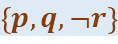 {p, q, ¬r}